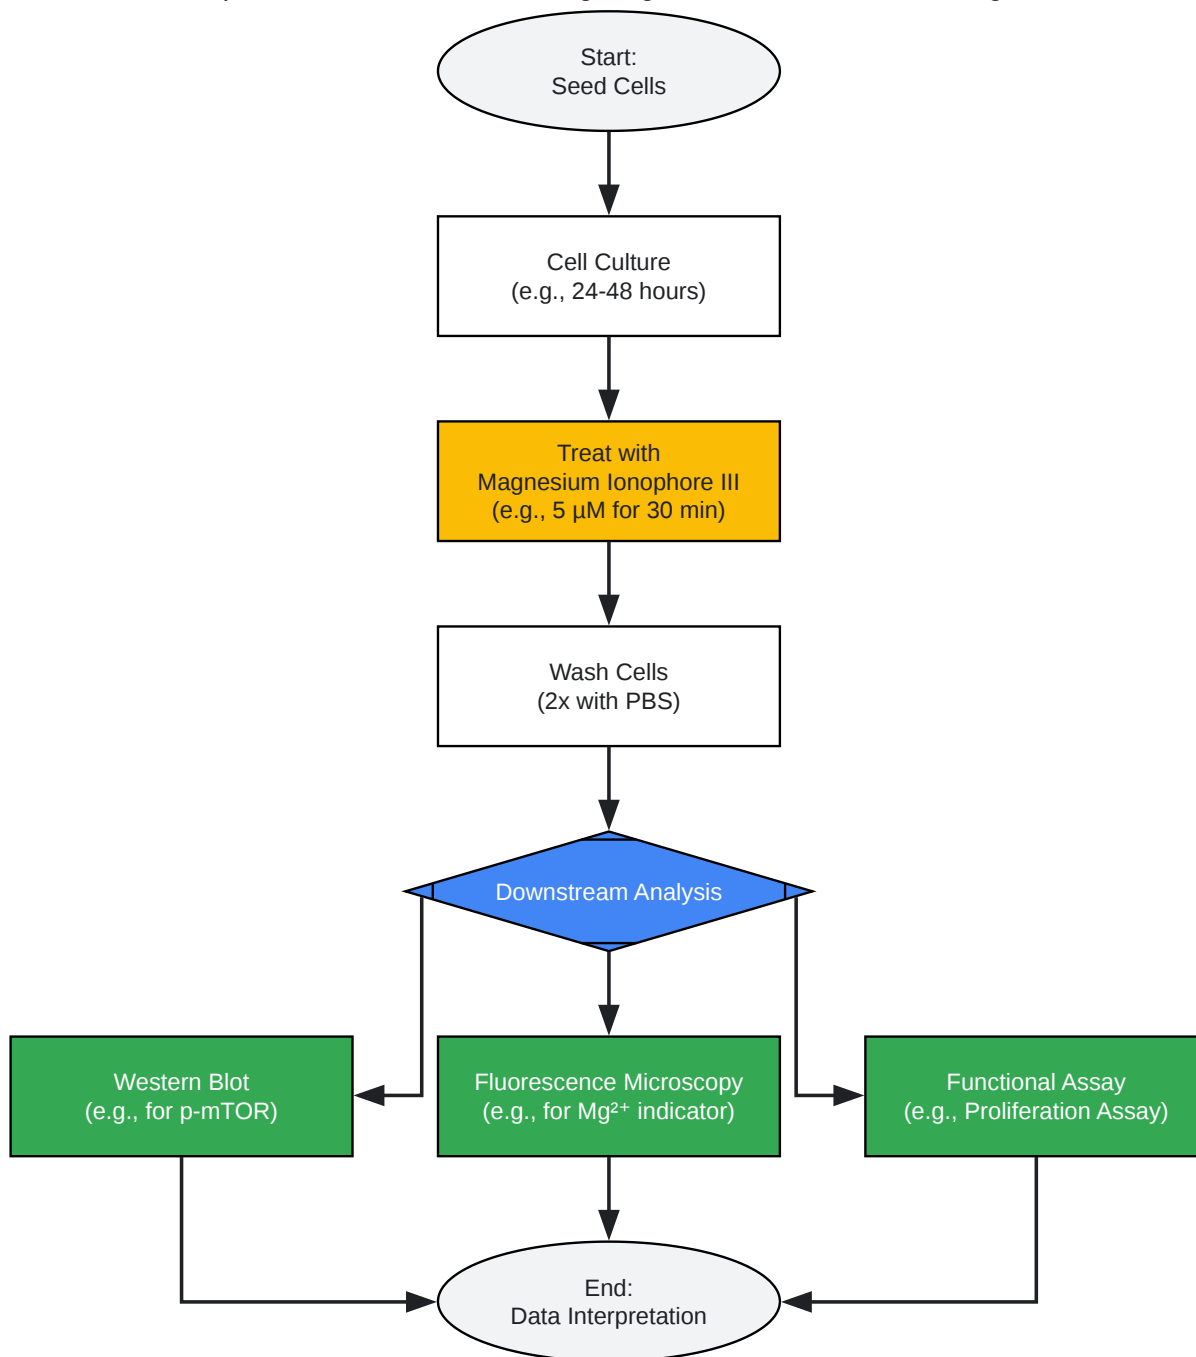 Start:
Seed Cells
Cell Culture
(e.g., 24-48 hours)
Treat with
Magnesium Ionophore III
(e.g., 5 µM for 30 min)
Wash Cells
(2x with PBS)
Downstream Analysis
Western Blot
(e.g., for p-mTOR)
Fluorescence Microscopy
(e.g., for Mg²⁺ indicator)
Functional Assay
(e.g., Proliferation Assay)
End:
Data Interpretation